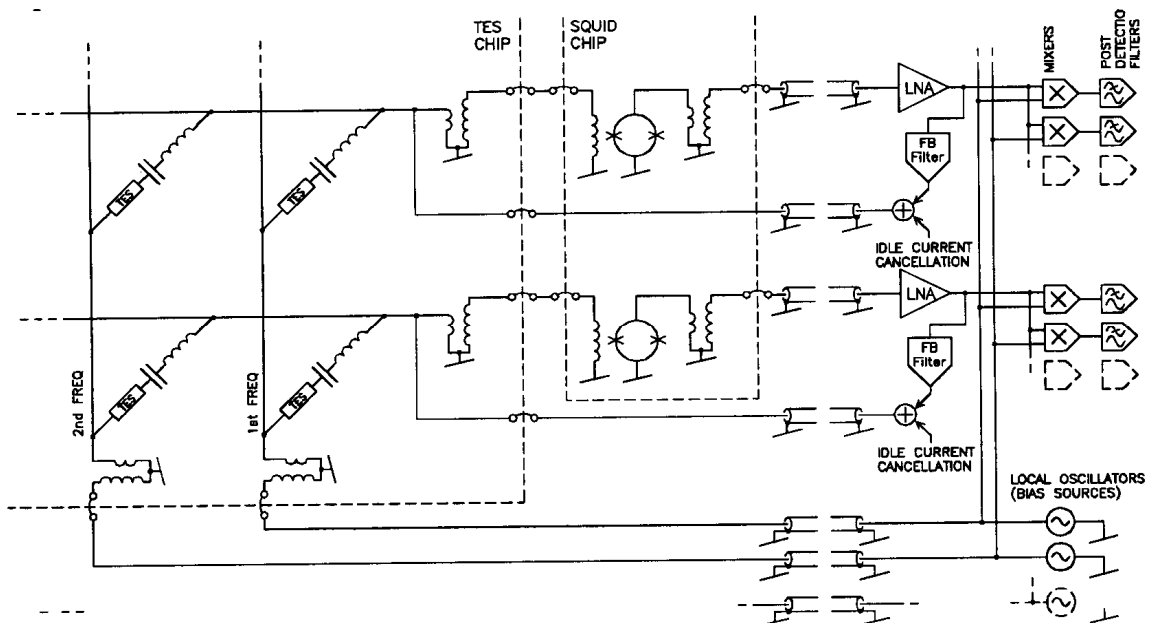 TES
CHIP
SQUID
CHIP
MIXERS
POST
DETECTIO
FILTERS
LNA
FB
Filter
TES
TES
IDLE CURRENT
CANCELLATION
LNA
FB
Filter
2nd FREQ
TES
1st FREQ
TES
IDLE CURRENT
CANCELLATION
LOCAL OSCILLATORS
(BIAS SOURCES)